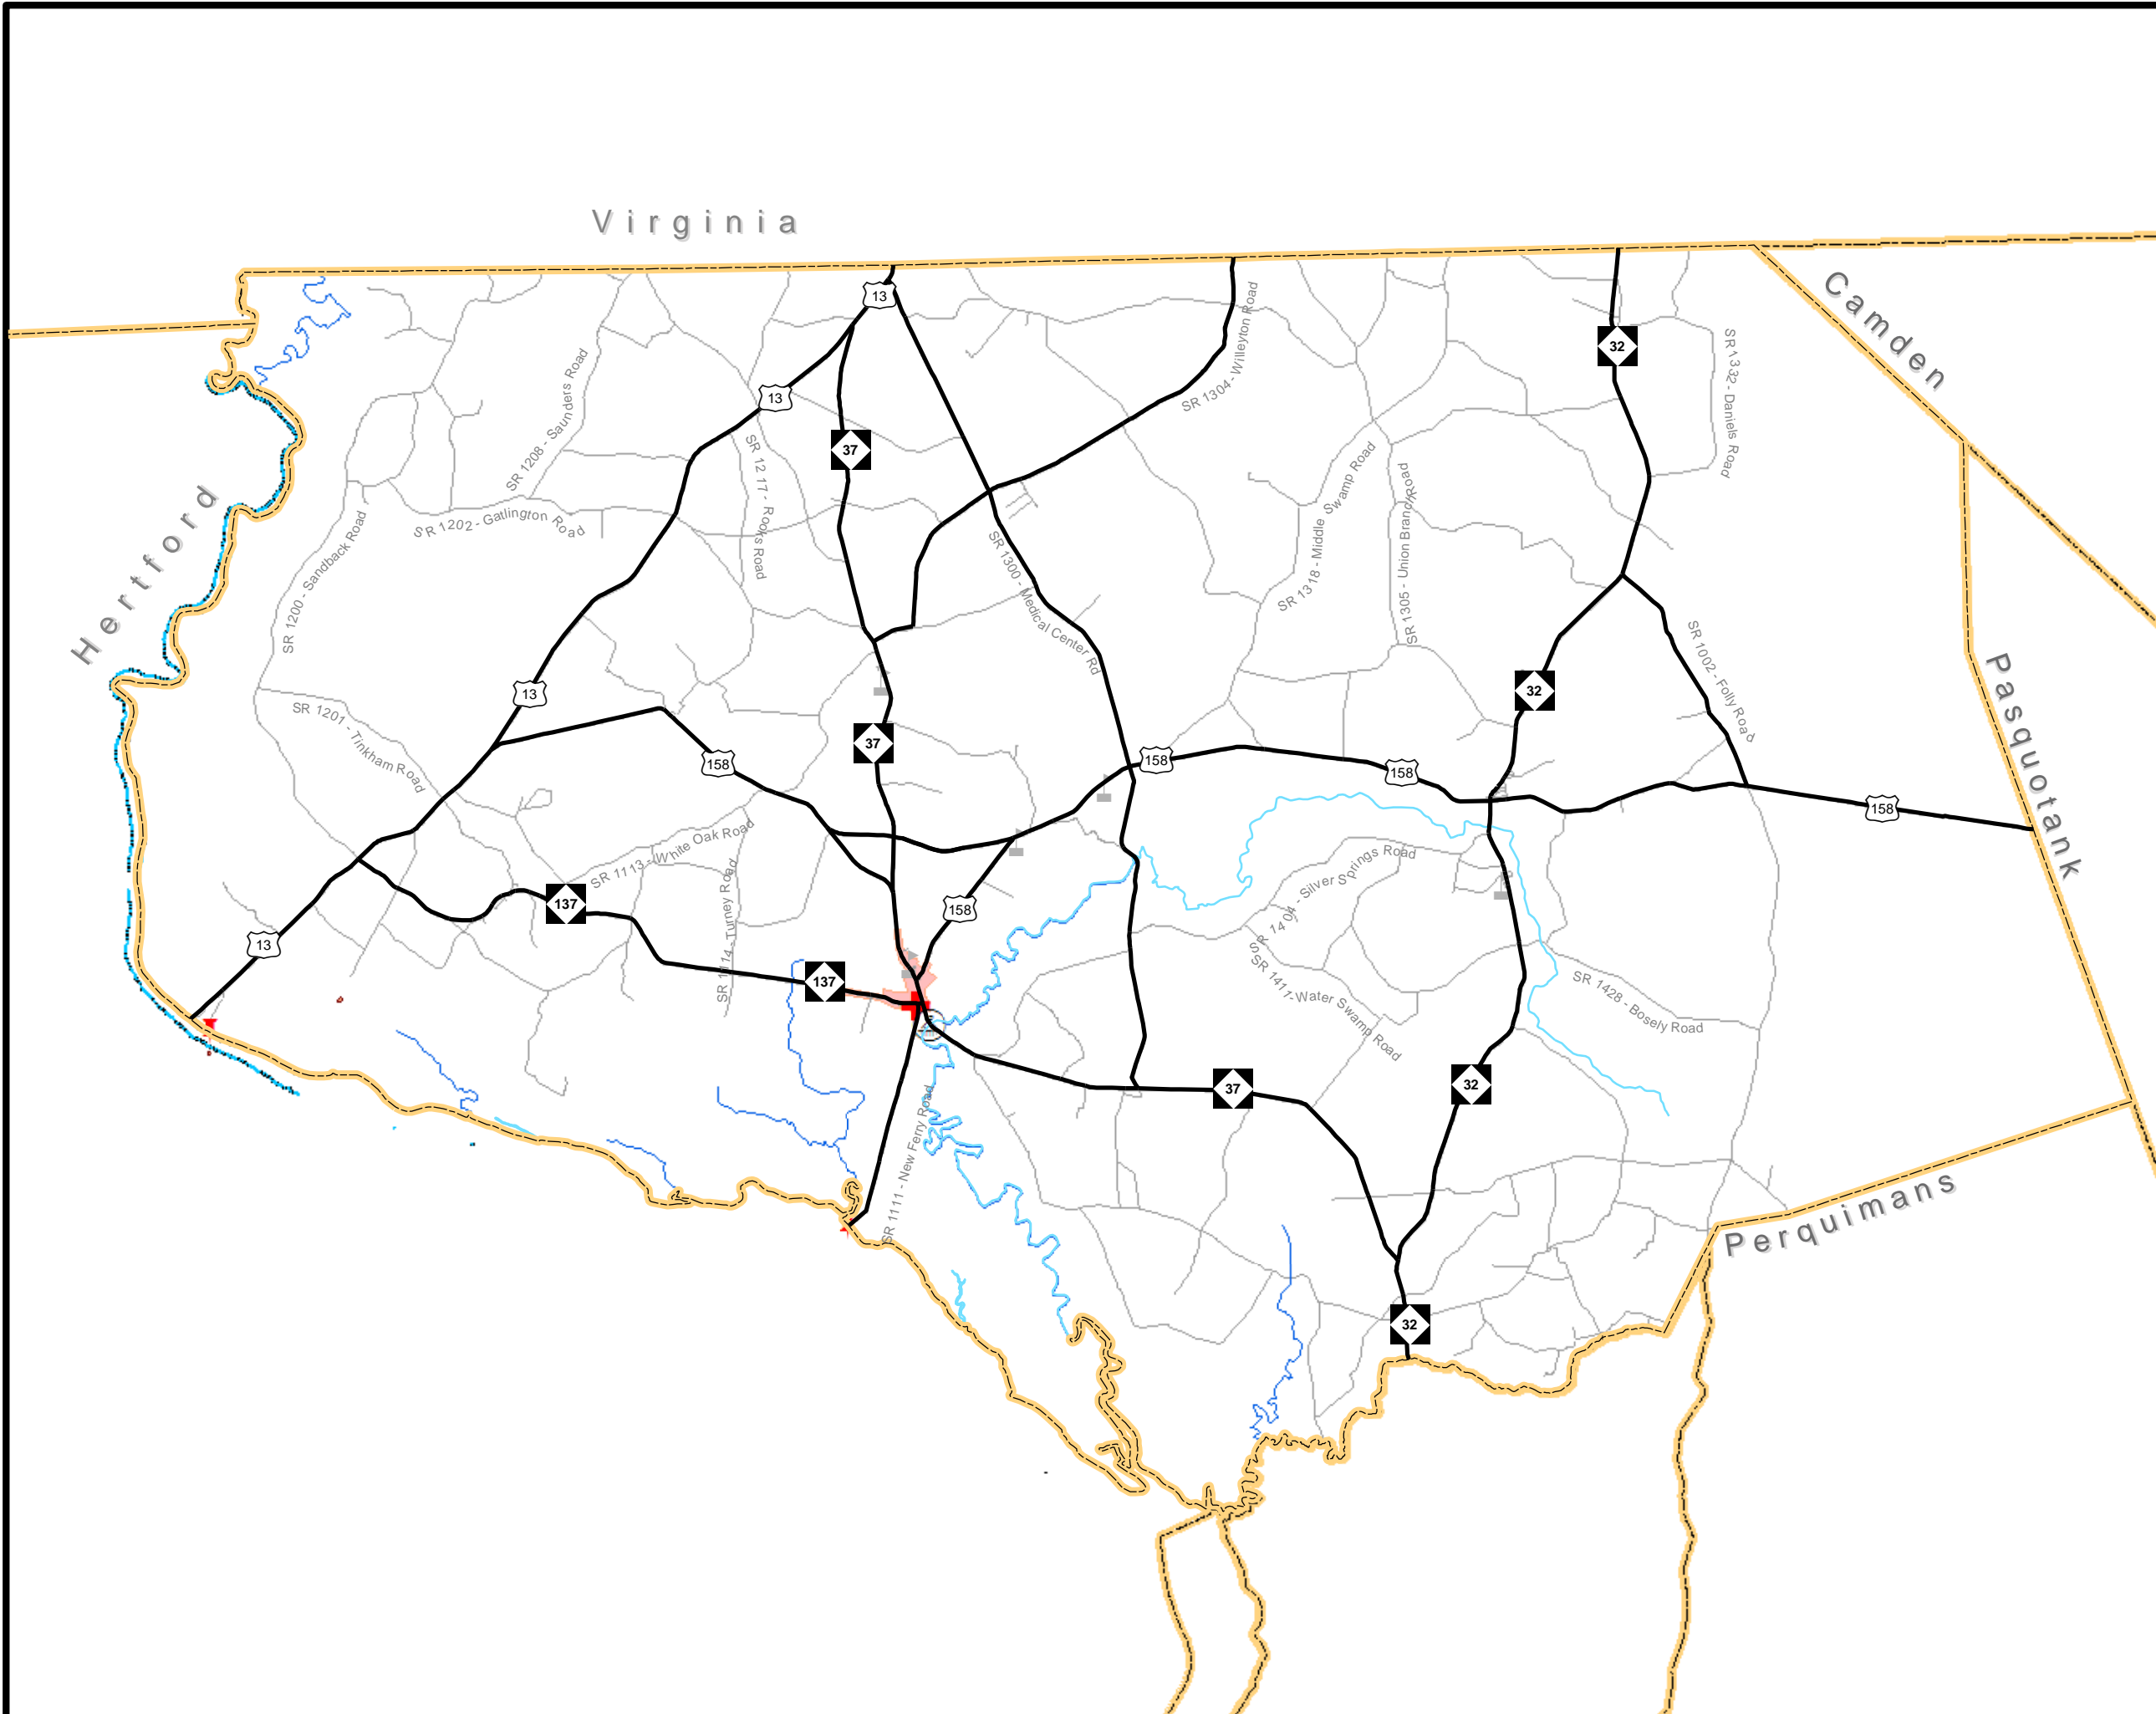 Virginia
Camden
Hertford
Pasquotank
Perquimans
13
32
SR 1304 - Willeyton Road
SR 1332 - Daniels Road
SR 1208 - Saunders Road
13
37
SR 1217 - Rooks Road
SR 1202 - Gatlington Road
SR 1318 - Middle Swamp Road
SR 1305 - Union Branch Road
SR 1200 - Sandback Road
SR 1300 - Medical Center Rd
SR 1002 - Folly Road
13
32
SR 1201 - Tinkham Road
37
158
158
158
158
SR 1113 - White Oak Road
SR 1404 - Silver Springs Road
137
158
SR 1114 - Turney Road
13
137
SR 1417 - Water Swamp Road
SR 1428 - Bosely Road
37
32
SR 1111 - New Ferry Road
32